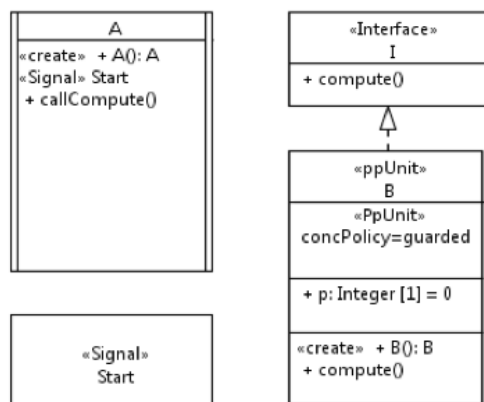 A
«create» + A(): A
«Signal» Start
+ callCompute()
«Signal»
Start
«Interface»
I
+ compute()
«ppUnit»
B
«PpUnit»
concPolicy=guarded
+ p: Integer [1] = 0
«create» + B(): B
+ compute()